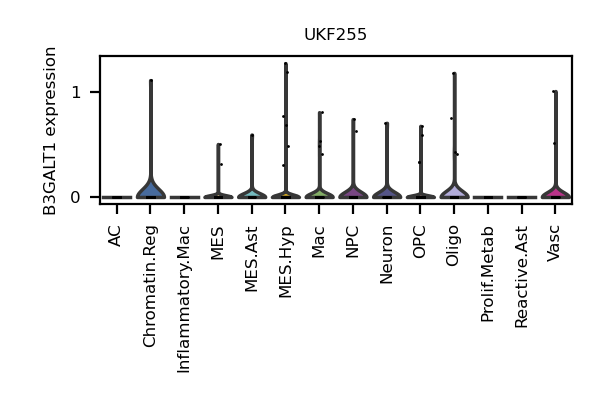 UKF255
B3GALT1 expression
1
0
AC
Chromatin.Reg
Inflammatory.Mac
MES
MES.Ast
MES.Hyp
Mac
NPC
Neuron
OPC
Oligo
Prolif.Metab
Reactive.Ast
Vasc